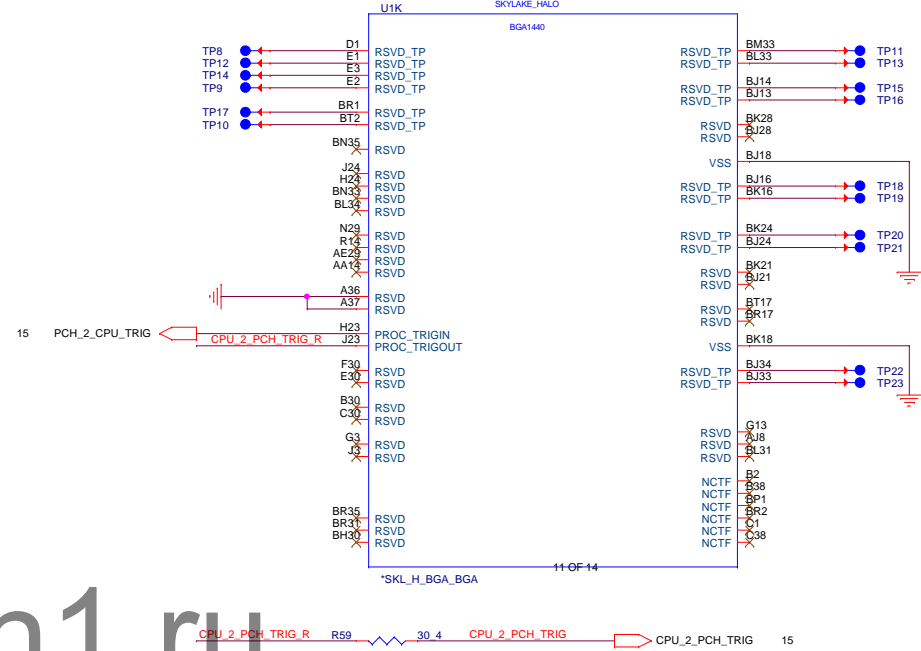 U1K SKYLAKE_HALO
BGA1440
TP8 D1 RSVD_TP RSVD_TP BM33 TP11
TP12 E1 RSVD_TP RSVD_TP BL33 TP13
TP14 E3 RSVD_TP
TP9 E2 RSVD_TP RSVD_TP BJ14 TP15
RSVD_TP BJ13 TP16
TP17 BR1 RSVD_TP
TP10 BT2 RSVD_TP RSVD BK28
RSVD BJ28
BN35 RSVD
VSS BJ18
J24 RSVD
H24 RSVD RSVD_TP BJ16 TP18
BN33 RSVD RSVD_TP BK16 TP19
BL34 RSVD
N29 RSVD RSVD_TP BK24 TP20
R14 RSVD RSVD_TP BJ24 TP21
AE29 RSVD
AA14 RSVD RSVD BK21
RSVD BJ21
A36 RSVD
A37 RSVD RSVD BT17
RSVD BR17
15 PCH_2_CPU_TRIG H23 PROC_TRIGIN
CPU_2_PCH_TRIG_R J23 PROC_TRIGOUT VSS BK18
F30 RSVD RSVD_TP BJ34 TP22
E30 RSVD RSVD_TP BJ33 TP23
B30 RSVD
C30 RSVD
RSVD G13
G3 RSVD RSVD AJ8
J3 RSVD RSVD BL31
NCTF B2
NCTF B38
NCTF BP1
BR35 RSVD NCTF BR2
BR31 RSVD NCTF C1
BH30 RSVD NCTF C38
11 OF 14
*SKL_H_BGA_BGA
CPU_2_PCH_TRIG_R R59 30_4 CPU_2_PCH_TRIG CPU_2_PCH_TRIG 15